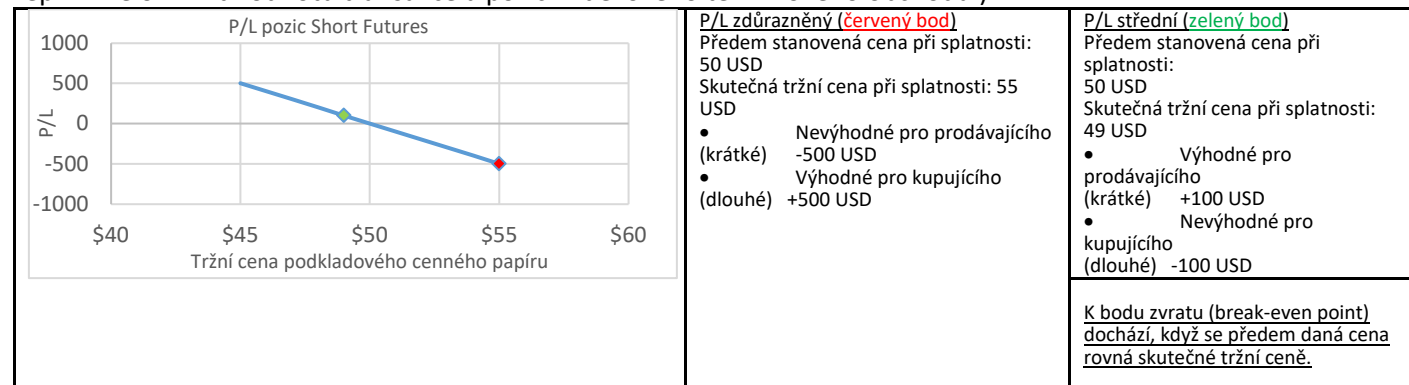 P/L pozic Short Futures
1000
500
0
-500
-1000
P/L
$40 $45 $50 $55 $60
Tržní cena podkladového cenného papíru
P/L zdůrazněný (červený bod)
Předem stanovená cena při splatnosti:
50 USD
Skutečná tržní cena při splatnosti: 55
USD
• Nevýhodné pro prodávajícího
(krátké) -500 USD
• Výhodné pro kupujícího
(dlouhé) +500 USD
P/L střední (zelený bod)
Předem stanovená cena při
splatnosti:
50 USD
Skutečná tržní cena při splatnosti:
49 USD
• Výhodné pro
prodávajícího
(krátké) +100 USD
• Nevýhodné pro
kupujícího
(dlouhé) -100 USD
K bodu zvratu (break-even point)
dochází, když se předem daná cena
rovná skutečné tržní ceně.